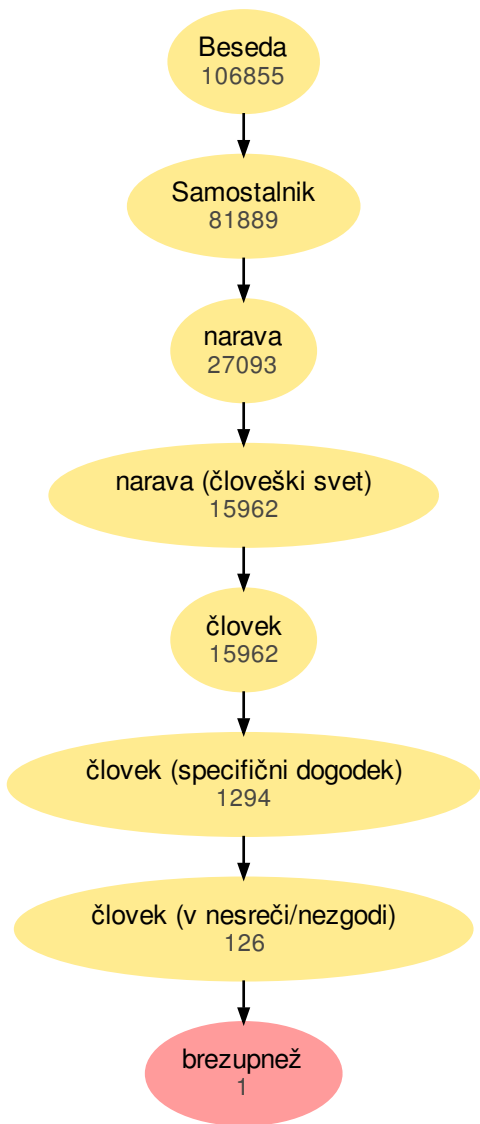 Beseda
106855
Samostalnik
81889
narava
27093
narava (človeški svet)
15962
človek
15962
človek (specifični dogodek)
1294
človek (v nesreči/nezgodi)
126
brezupnež
1